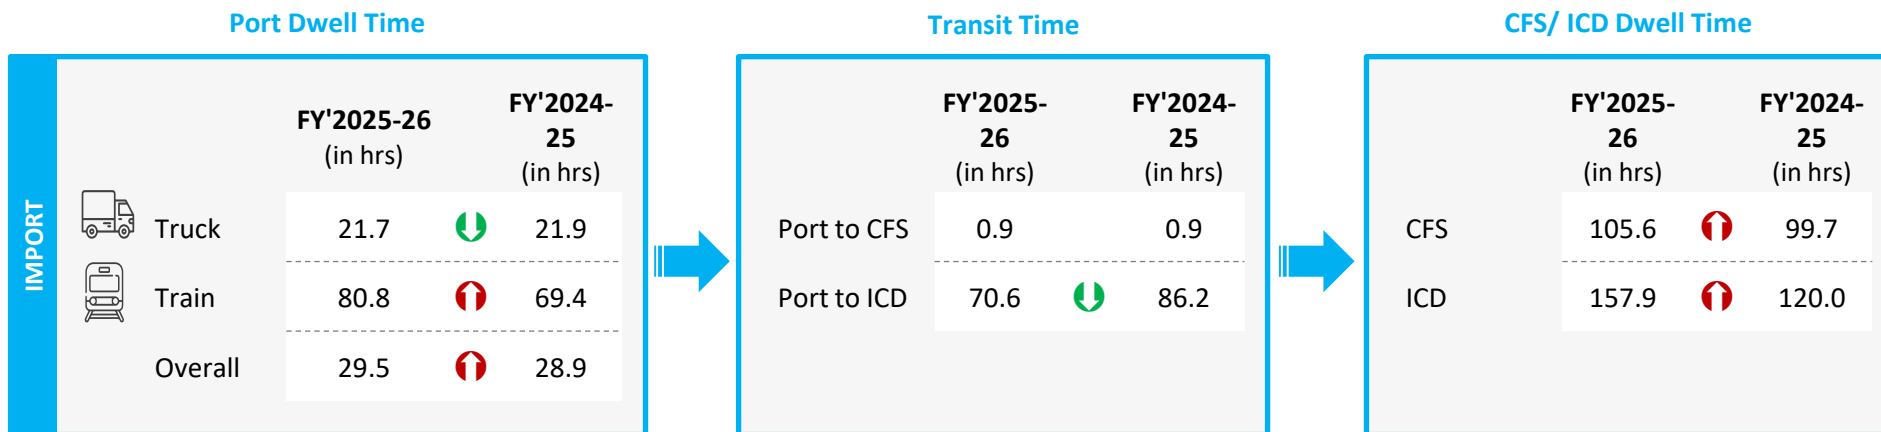 Port Dwell Time
Transit Time
CFS/ ICD Dwell Time
IMPORT
FY'2025-26
(in hrs)
FY'2024-
25
(in hrs)
Truck 21.7 21.9
Train 80.8 69.4
Overall 29.5 28.9
FY'2025-
26
(in hrs)
FY'2024-
25
(in hrs)
Port to CFS 0.9 0.9
Port to ICD 70.6 86.2
FY'2025-
26
(in hrs)
FY'2024-
25
(in hrs)
CFS 105.6 99.7
ICD 157.9 120.0